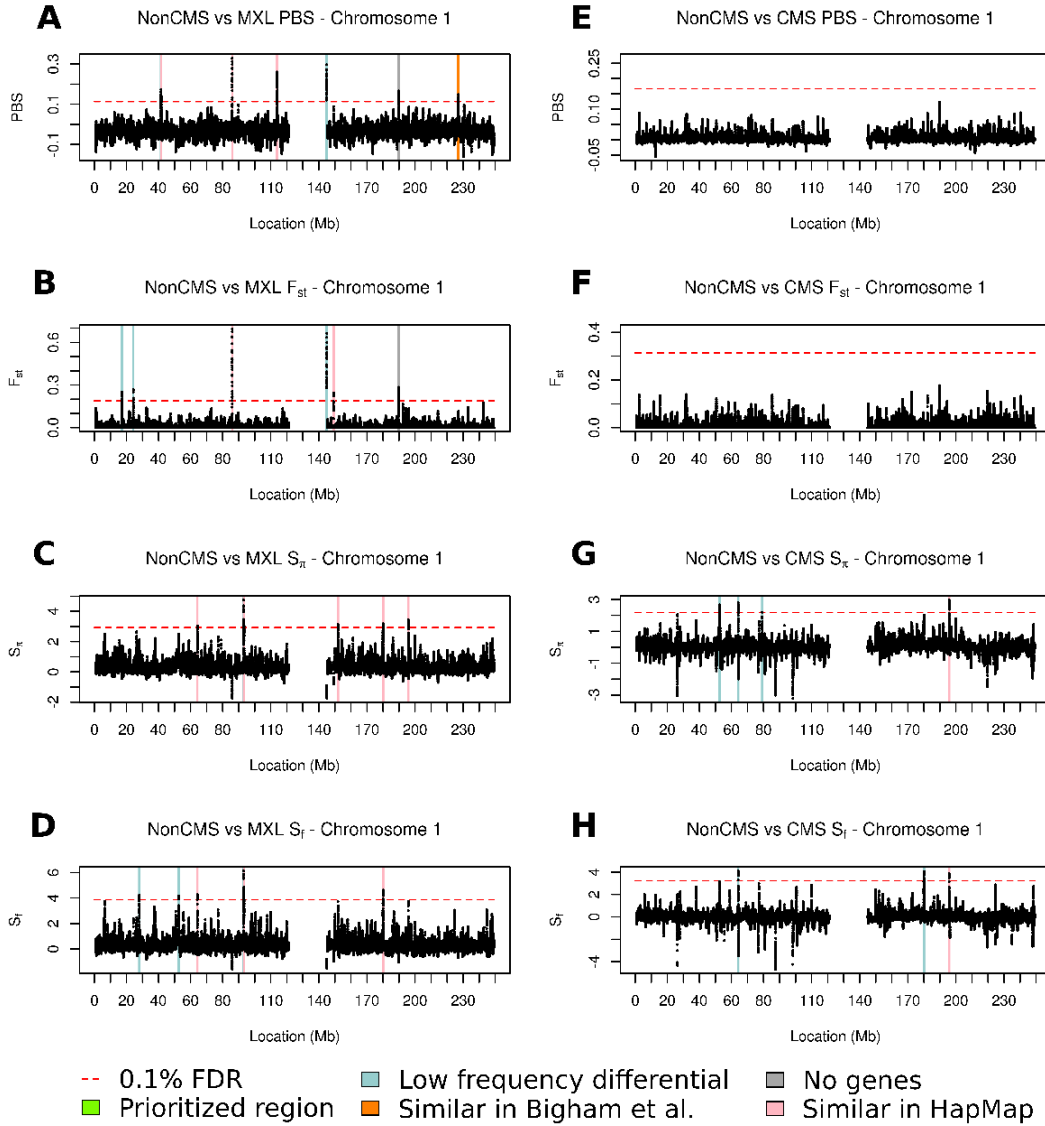 A NonCMS vs MXL PBS - Chromosome 1
PBS
0.3
0.1
-0.1
0 20 40 60 80 110 140 170 200 230
Location (Mb)
E NonCMS vs CMS PBS - Chromosome 1
PBS
0.25
0.10
-0.05
0 20 40 60 80 110 140 170 200 230
Location (Mb)
B NonCMS vs MXL Fst - Chromosome 1
Fst
0.6
0.3
0.0
0 20 40 60 80 110 140 170 200 230
Location (Mb)
F NonCMS vs CMS Fst - Chromosome 1
Fst
0.4
0.2
0.0
0 20 40 60 80 110 140 170 200 230
Location (Mb)
C NonCMS vs MXL Sπ - Chromosome 1
Sπ
4
2
0
-2
0 20 40 60 80 110 140 170 200 230
Location (Mb)
G NonCMS vs CMS Sπ - Chromosome 1
Sπ
3
1
-1
-3
0 20 40 60 80 110 140 170 200 230
Location (Mb)
D NonCMS vs MXL Sf - Chromosome 1
Sf
6
4
2
0
0 20 40 60 80 110 140 170 200 230
Location (Mb)
H NonCMS vs CMS Sf - Chromosome 1
Sf
4
2
0
-4
0 20 40 60 80 110 140 170 200 230
Location (Mb)
0.1% FDR
Low frequency differential
No genes
Prioritized region
Similar in Bigham et al.
Similar in HapMap